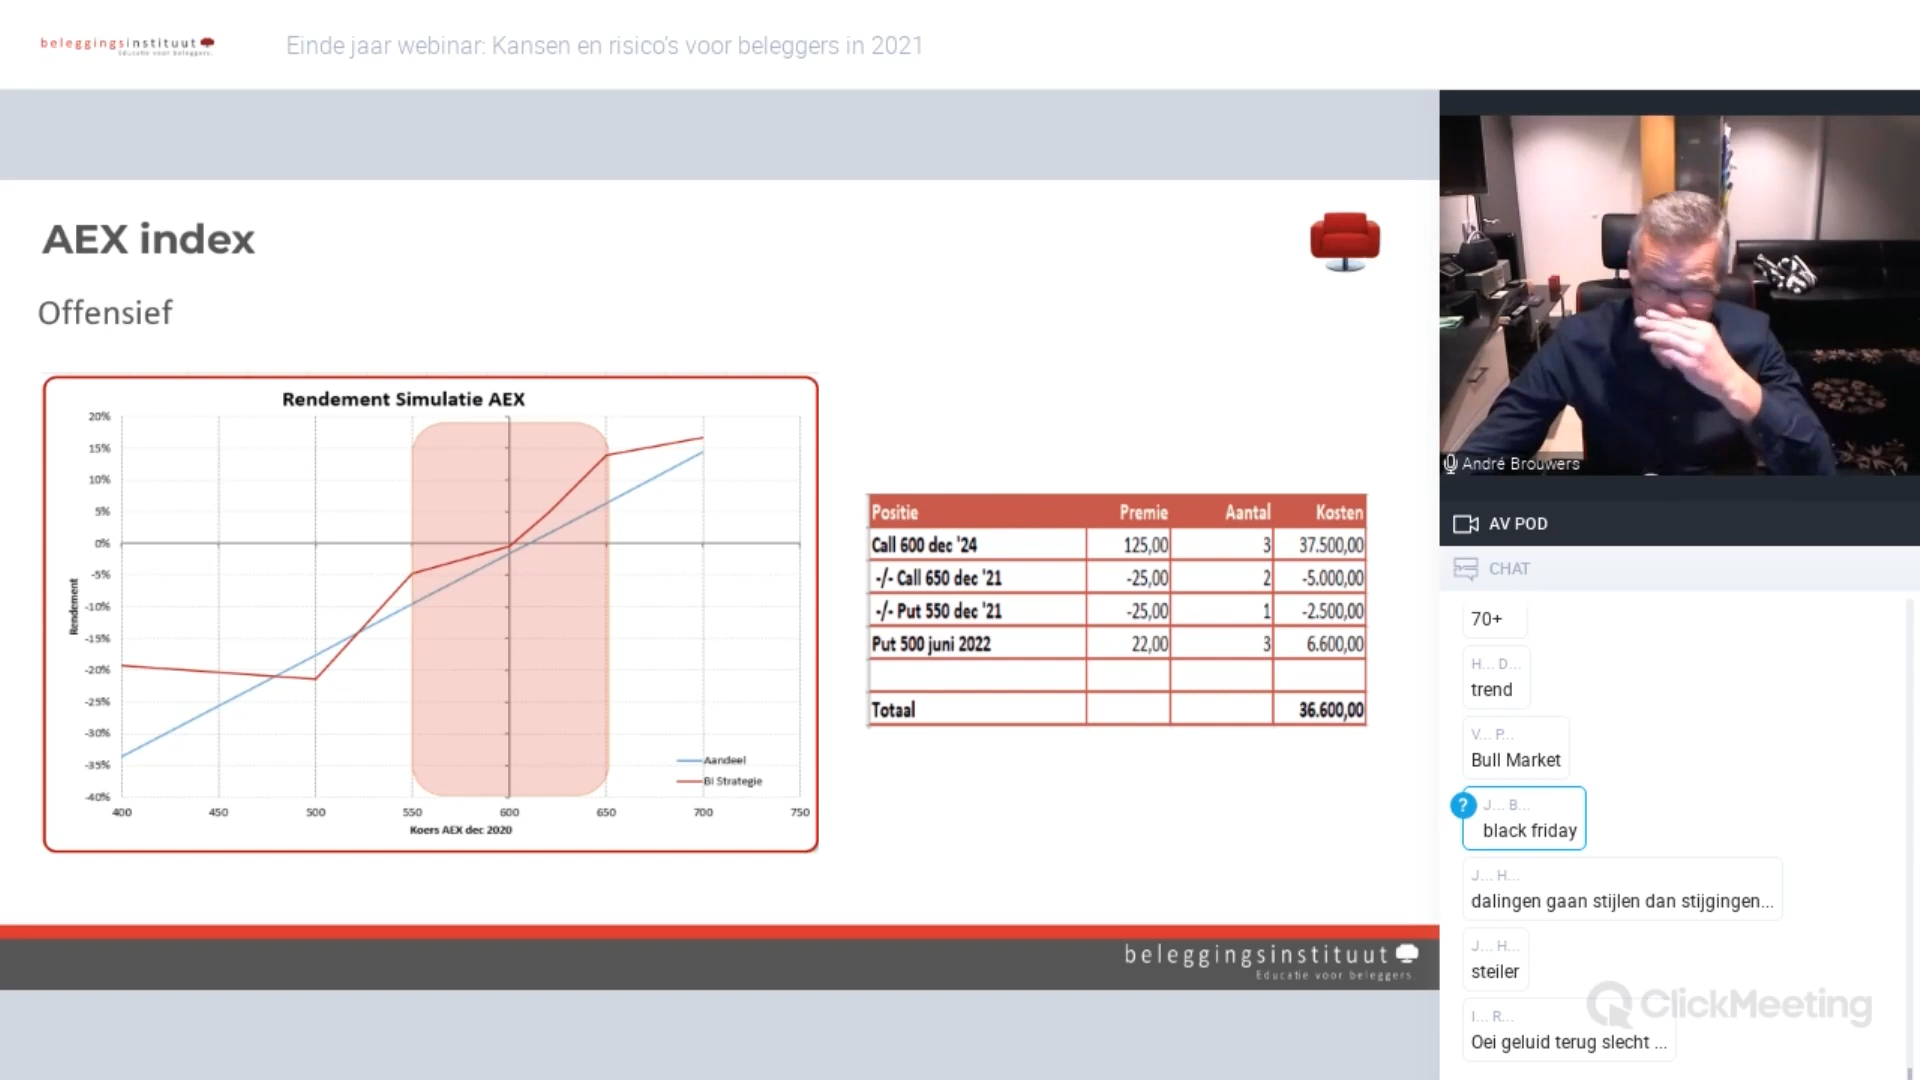 beleggingsinstituut
Educatie voor beleggers.
Einde jaar webinar: Kansen en risico's voor beleggers in 2021
AEX index
Offensief
Rendement Simulatie AEX
20%
15%
10%
5%
0%
-5%
-10%
-15%
-20%
-25%
-30%
-35%
-40%
Rendement
400 450 500 550 600 650 700 750
Koers AEX dec 2020
Aandeel
BI Strategie
Positie Premie Aantal Kosten
Call 600 dec '24 125,00 3 37.500,00
-/- Call 650 dec '21 -25,00 2 -5.000,00
-/- Put 550 dec '21 -25,00 1 -2.500,00
Put 500 juni 2022 22,00 3 6.600,00
Totaal 36.600,00
beleggingsinstituut
Educatie voor beleggers.
André Brouwers
AV POD
CHAT
70+
H... D...
trend
V... P...
Bull Market
?
J... B...
black friday
J... H...
dalingen gaan stijlen dan stijgingen...
J... H...
steiler
I... R...
Oei geluid terug slecht ...
ClickMeeting